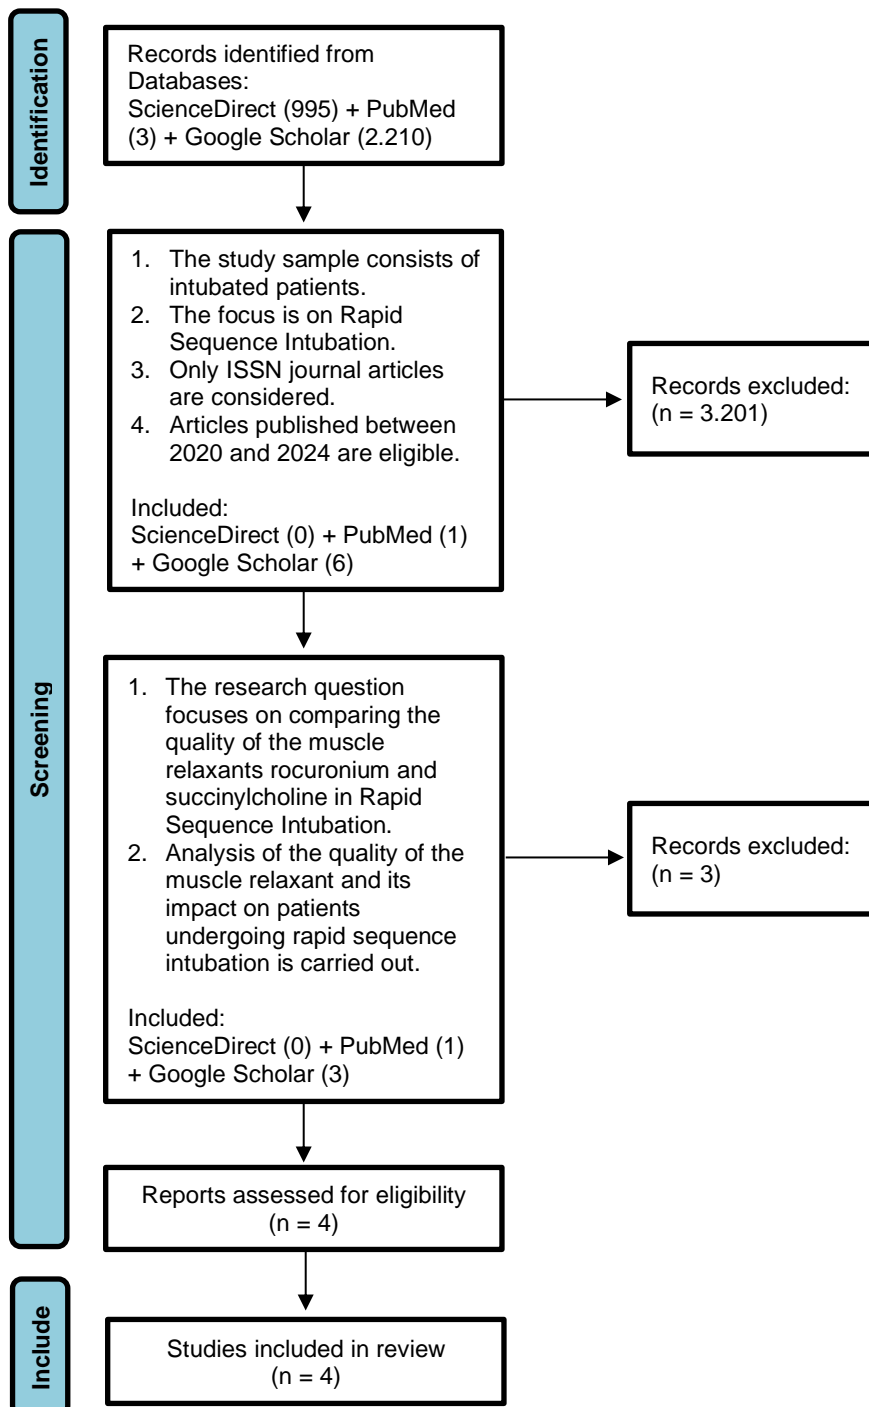 Identification
Records identified from
Databases:
ScienceDirect (995) + PubMed
(3) + Google Scholar (2.210)
Screening
1. The study sample consists of
intubated patients.
2. The focus is on Rapid
Sequence Intubation.
3. Only ISSN journal articles
are considered.
4. Articles published between
2020 and 2024 are eligible.
Included:
ScienceDirect (0) + PubMed (1)
+ Google Scholar (6)
Records excluded:
(n = 3.201)
1. The research question
focuses on comparing the
quality of the muscle
relaxants rocuronium and
succinylcholine in Rapid
Sequence Intubation.
2. Analysis of the quality of the
muscle relaxant and its
impact on patients
undergoing rapid sequence
intubation is carried out.
Included:
ScienceDirect (0) + PubMed (1)
+ Google Scholar (3)
Records excluded:
(n = 3)
Reports assessed for eligibility
(n = 4)
Include
Studies included in review
(n = 4)